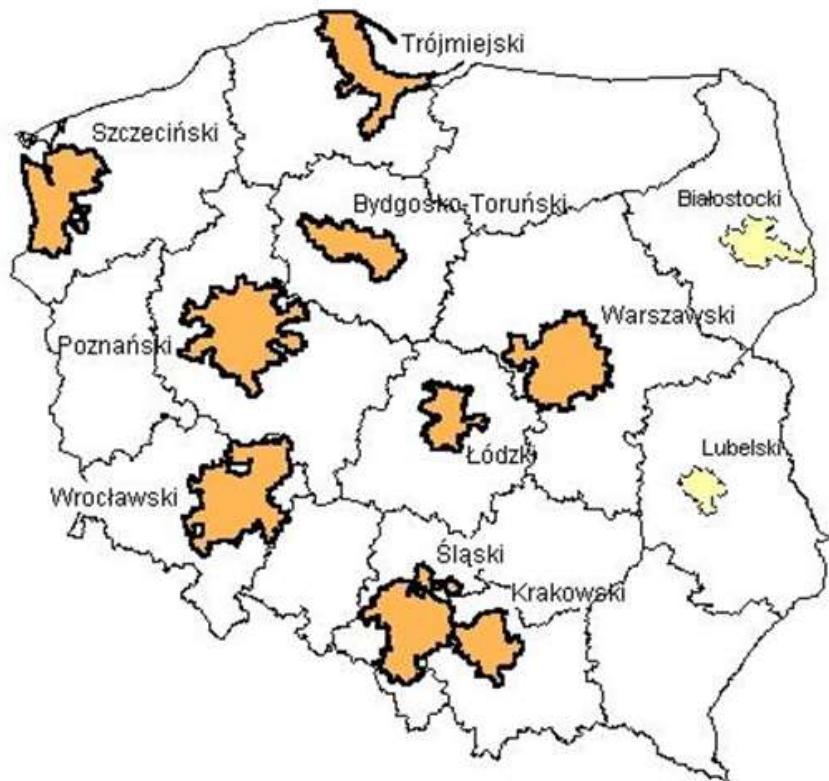 Trójmiejski
Szczeciński
Bydgosko-Toruński
Białostocki
Poznański
Warszawski
Łódzki
Lubelski
Wrocławski
Śląski
Krakowski